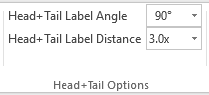 Head+Tail Label Angle 90°
Head+Tail Label Distance 3.0x
Head+Tail Options